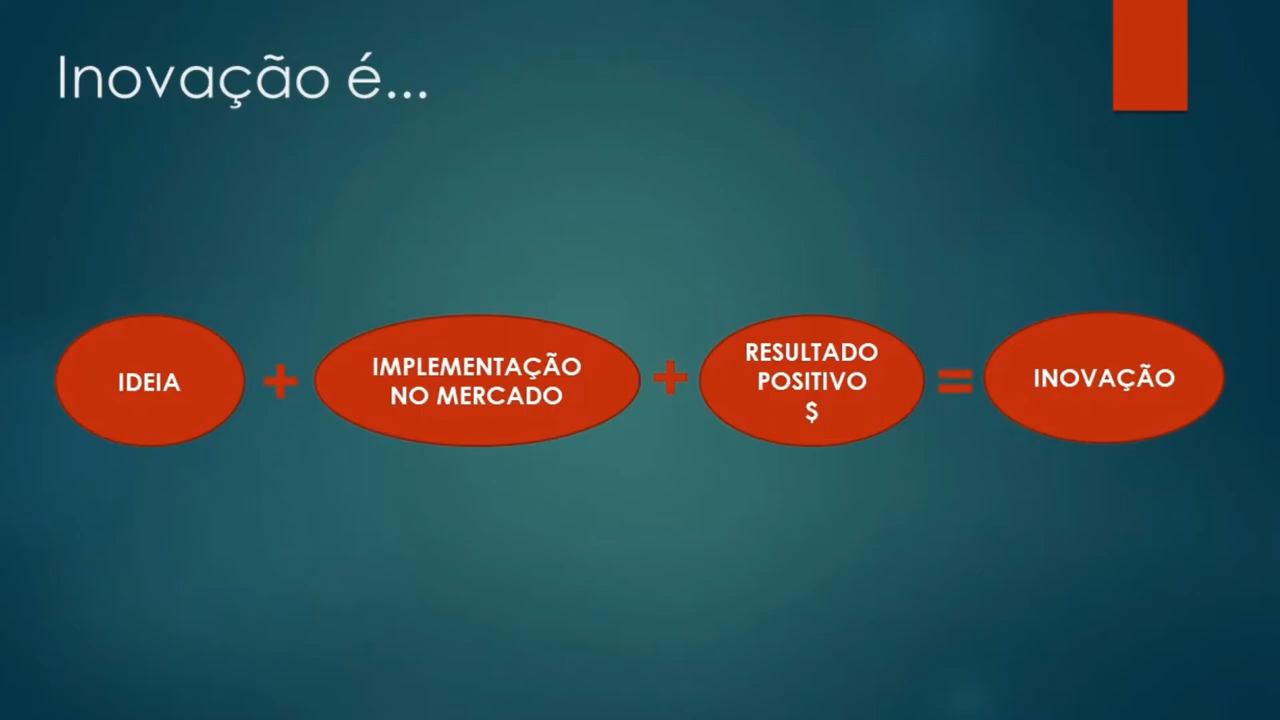 Inovação é...
IDEIA
+
IMPLEMENTAÇÃO
NO MERCADO
+
RESULTADO
POSITIVO
$
=
INOVAÇÃO